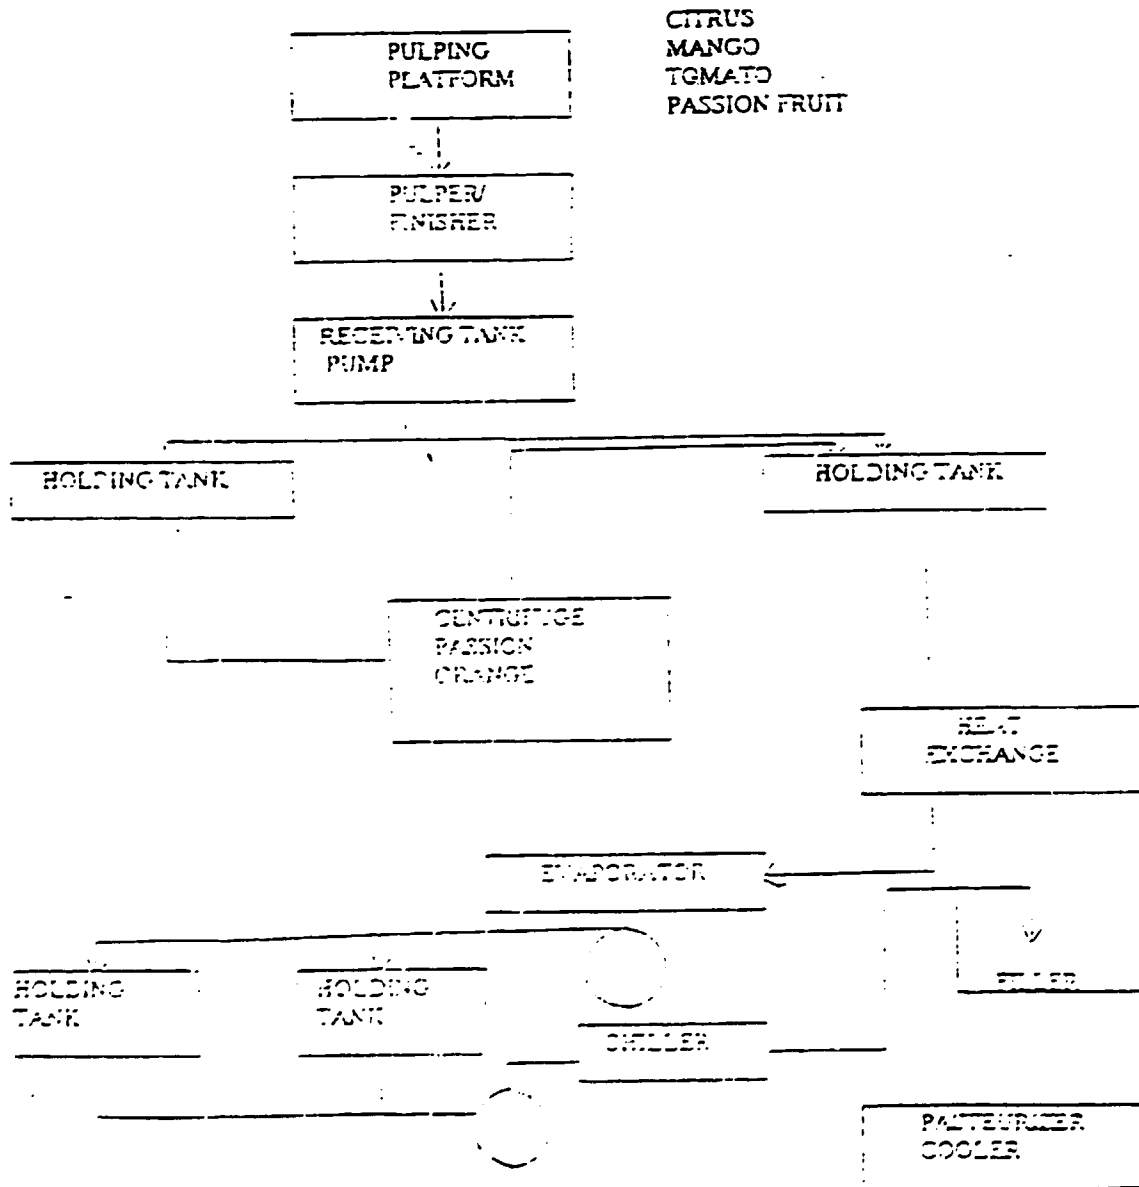 CITRUS
MANGO
TOMATO
PASSION FRUIT
PULPING
PLATFORM
PULPER/
FINISHER
RECEIVING TANK
PUMP
HOLDING TANK
HOLDING TANK
CENTRIFUGE
PASSION
ORANGE
HEAT
EXCHANGE
EVAPORATOR
HOLDING
TANK
HOLDING
TANK
FILLER
CHILLER
PASTEURIZER
COOLER